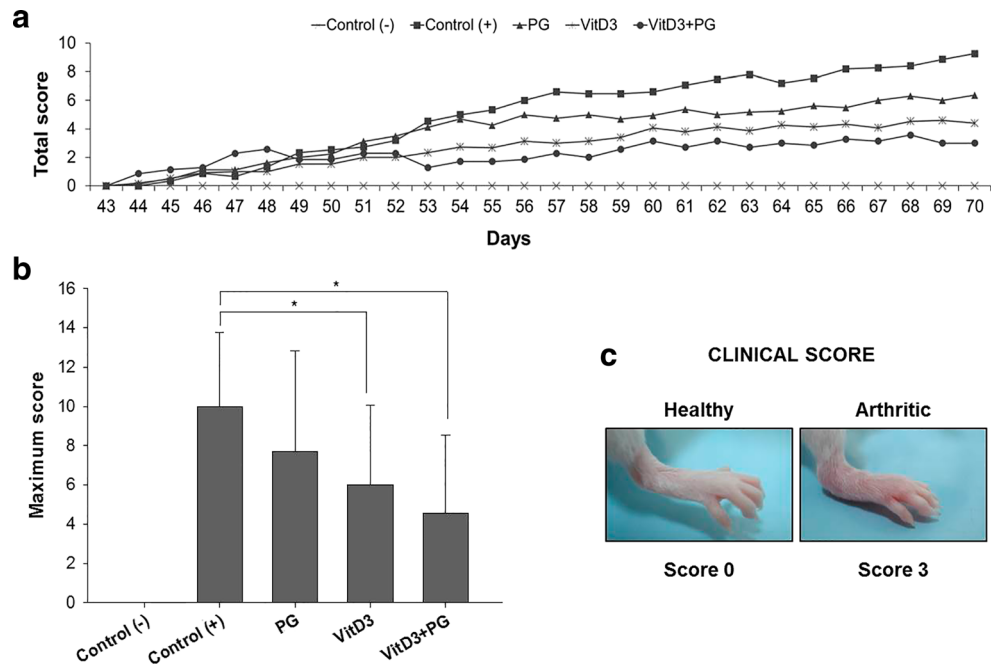 a
Control (-) Control (+) PG VitD3 VitD3+PG
Total score
10
8
6
4
2
0
43 44 45 46 47 48 49 50 51 52 53 54 55 56 57 58 59 60 61 62 63 64 65 66 67 68 69 70
Days
b
Maximum score
16
14
12
10
8
6
4
2
0
*
*
Control (-) Control (+) PG VitD3 VitD3+PG
c
CLINICAL SCORE
Healthy Arthritic
Score 0 Score 3